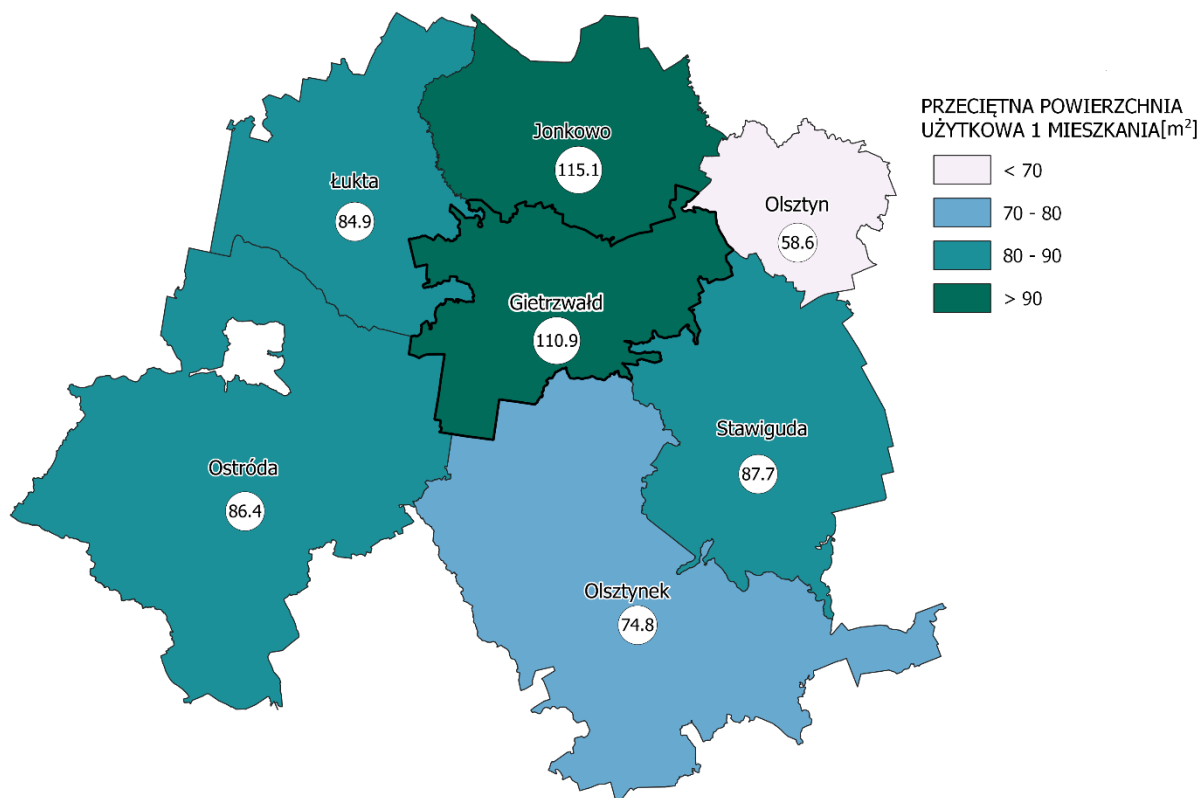 PRZECIĘTNA POWIERZCHNIA
UŻYTKOWA 1 MIESZKANIA[m²]
< 70
70 - 80
80 - 90
> 90
Jonkowo
115.1
Łukta
84.9
Olsztyn
58.6
Gietrzwałd
110.9
Stawiguda
87.7
Ostróda
86.4
Olsztynek
74.8